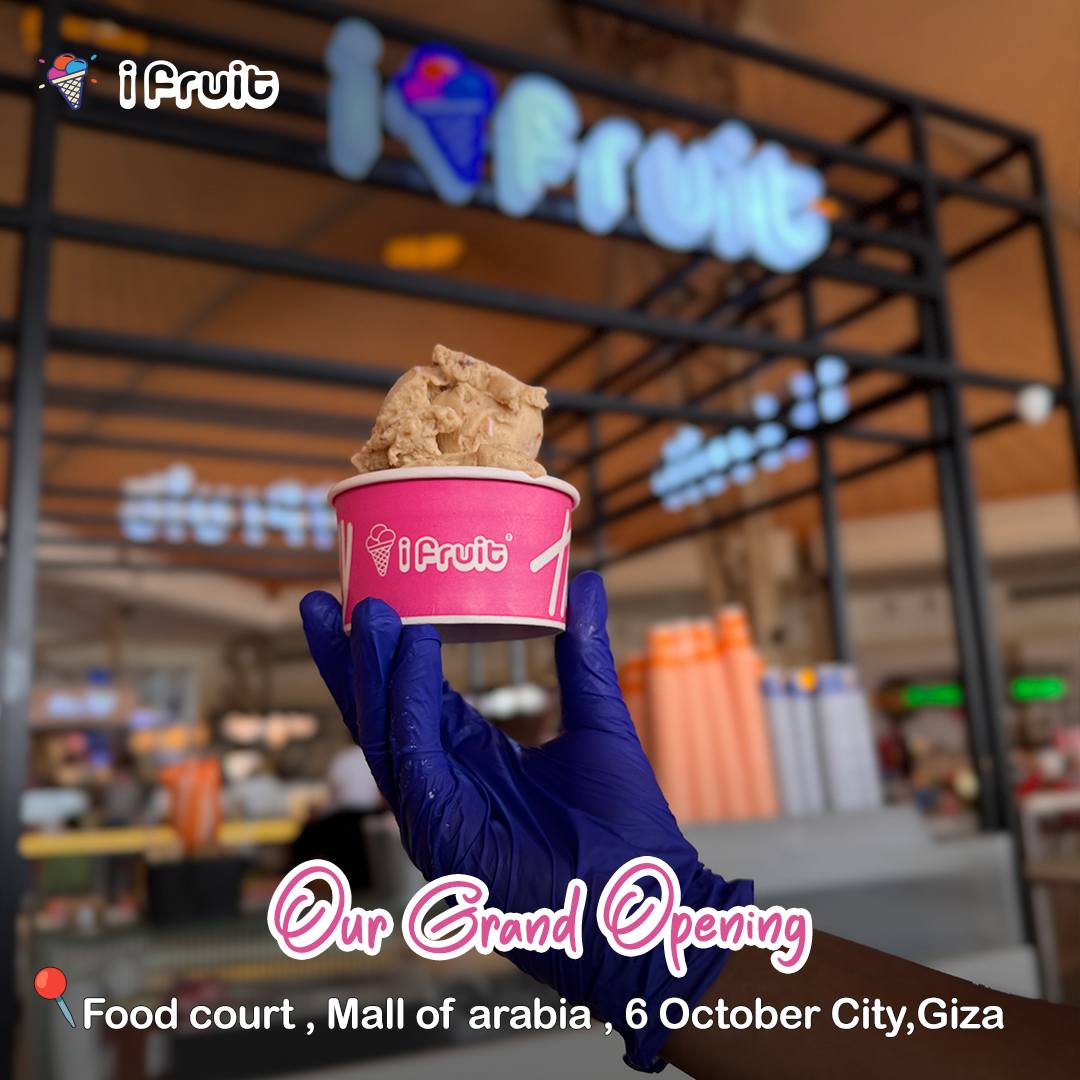 i Fruit
i Fruit
i Fruit
Our Grand Opening
Food court , Mall of arabia , 6 October City,Giza